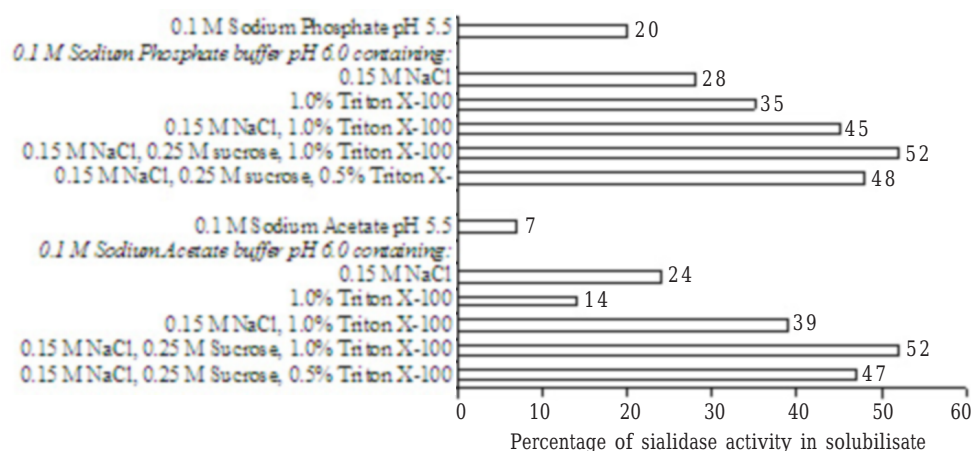 0.1 M Sodium Phosphate pH 5.5 20
0.1 M Sodium Phosphate buffer pH 6.0 containing:
0.15 M NaCl 28
1.0% Triton X-100 35
0.15 M NaCl, 1.0% Triton X-100 45
0.15 M NaCl, 0.25 M sucrose, 1.0% Triton X-100 52
0.15 M NaCl, 0.25 M sucrose, 0.5% Triton X- 48
0.1 M Sodium Acetate pH 5.5 7
0.1 M Sodium Acetate buffer pH 6.0 containing:
0.15 M NaCl 24
1.0% Triton X-100 14
0.15 M NaCl, 1.0% Triton X-100 39
0.15 M NaCl, 0.25 M Sucrose, 1.0% Triton X-100 52
0.15 M NaCl, 0.25 M Sucrose, 0.5% Triton X-100 47
0 10 20 30 40 50 60
Percentage of sialidase activity in solubilisate